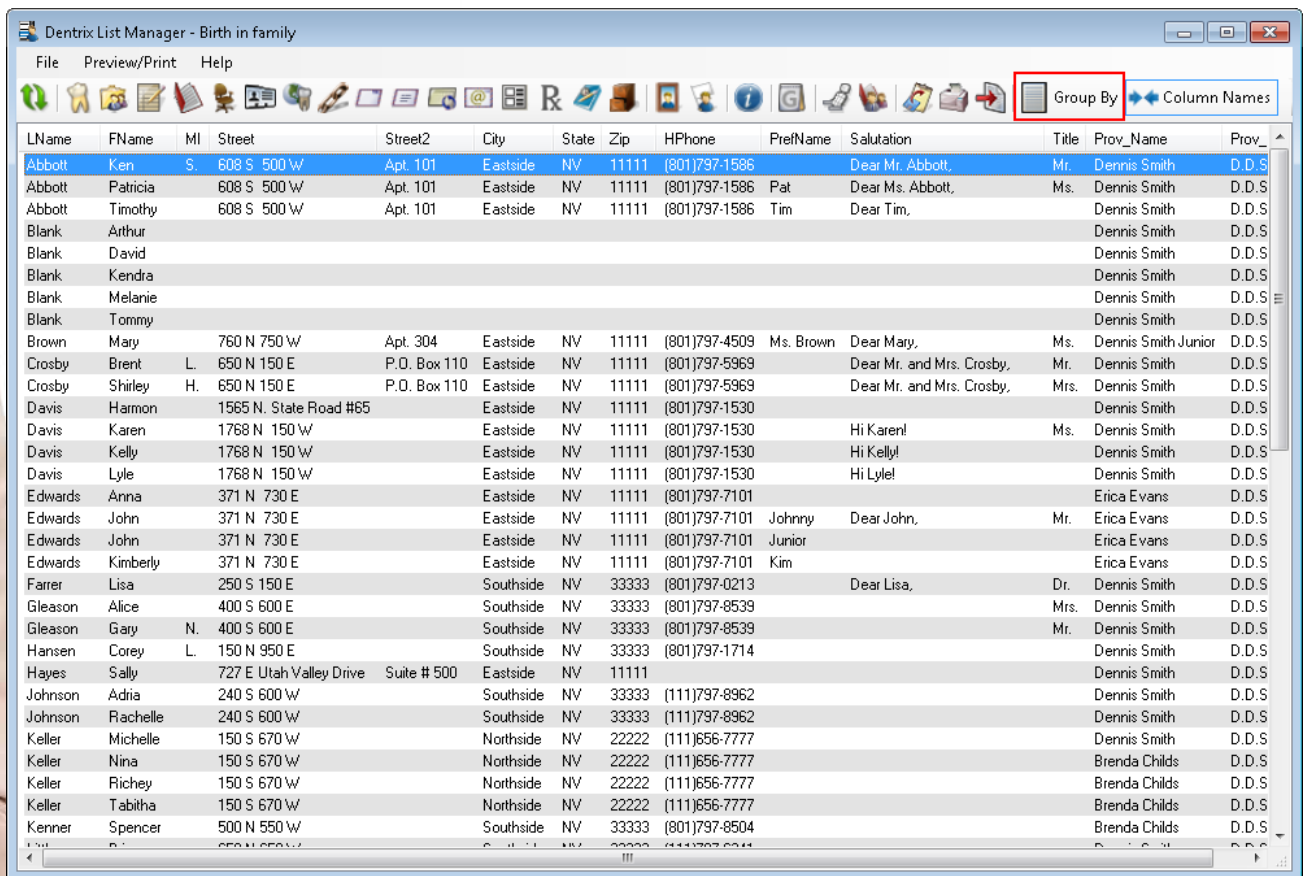 Dentrix List Manager - Birth in family
File Preview/Print Help
Group By Column Names
LName FName MI Street Street2 City State Zip HPhone PrefName Salutation Title Prov_Name Prov_
Abbott Ken S. 608 S 500 W Apt. 101 Eastside NV 11111 (801)797-1586 Dear Mr. Abbott, Mr. Dennis Smith D.D.S
Abbott Patricia 608 S 500 W Apt. 101 Eastside NV 11111 (801)797-1586 Pat Dear Ms. Abbott, Ms. Dennis Smith D.D.S
Abbott Timothy 608 S 500 W Apt. 101 Eastside NV 11111 (801)797-1586 Tim Dear Tim, Dennis Smith D.D.S
Blank Arthur Dennis Smith D.D.S
Blank David Dennis Smith D.D.S
Blank Kendra Dennis Smith D.D.S
Blank Melanie Dennis Smith D.D.S
Blank Tommy Dennis Smith D.D.S
Brown Mary 760 N 750 W Apt. 304 Eastside NV 11111 (801)797-4509 Ms. Brown Dear Mary, Ms. Dennis Smith Junior D.D.S
Crosby Brent L. 650 N 150 E P.O. Box 110 Eastside NV 11111 (801)797-5969 Dear Mr. and Mrs. Crosby, Mr. Dennis Smith D.D.S
Crosby Shirley H. 650 N 150 E P.O. Box 110 Eastside NV 11111 (801)797-5969 Dear Mr. and Mrs. Crosby, Mrs. Dennis Smith D.D.S
Davis Harmon 1565 N. State Road #65 Eastside NV 11111 (801)797-1530 Dennis Smith D.D.S
Davis Karen 1768 N 150 W Eastside NV 11111 (801)797-1530 Hi Karen! Ms. Dennis Smith D.D.S
Davis Kelly 1768 N 150 W Eastside NV 11111 (801)797-1530 Hi Kelly! Dennis Smith D.D.S
Davis Lyle 1768 N 150 W Eastside NV 11111 (801)797-1530 Hi Lyle! Dennis Smith D.D.S
Edwards Anna 371 N 730 E Eastside NV 11111 (801)797-7101 Erica Evans D.D.S
Edwards John 371 N 730 E Eastside NV 11111 (801)797-7101 Johnny Dear John, Mr. Erica Evans D.D.S
Edwards John 371 N 730 E Eastside NV 11111 (801)797-7101 Junior Erica Evans D.D.S
Edwards Kimberly 371 N 730 E Eastside NV 11111 (801)797-7101 Kim Erica Evans D.D.S
Farrer Lisa 250 S 150 E Southside NV 33333 (801)797-0213 Dear Lisa, Dr. Dennis Smith D.D.S
Gleason Alice 400 S 600 E Southside NV 33333 (801)797-8539 Mrs. Dennis Smith D.D.S
Gleason Gary N. 400 S 600 E Southside NV 33333 (801)797-8539 Mr. Dennis Smith D.D.S
Hansen Corey L. 150 N 950 E Southside NV 33333 (801)797-1714 Dennis Smith D.D.S
Hayes Sally 727 E Utah Valley Drive Suite # 500 Eastside NV 11111 Dennis Smith D.D.S
Johnson Adria 240 S 600 W Southside NV 33333 (111)797-8962 Dennis Smith D.D.S
Johnson Rachelle 240 S 600 W Southside NV 33333 (111)797-8962 Dennis Smith D.D.S
Keller Michelle 150 S 670 W Northside NV 22222 (111)656-7777 Dennis Smith D.D.S
Keller Nina 150 S 670 W Northside NV 22222 (111)656-7777 Brenda Childs D.D.S
Keller Richey 150 S 670 W Northside NV 22222 (111)656-7777 Brenda Childs D.D.S
Keller Tabitha 150 S 670 W Northside NV 22222 (111)656-7777 Brenda Childs D.D.S
Kenner Spencer 500 N 550 W Southside NV 33333 (801)797-8504 Brenda Childs D.D.S